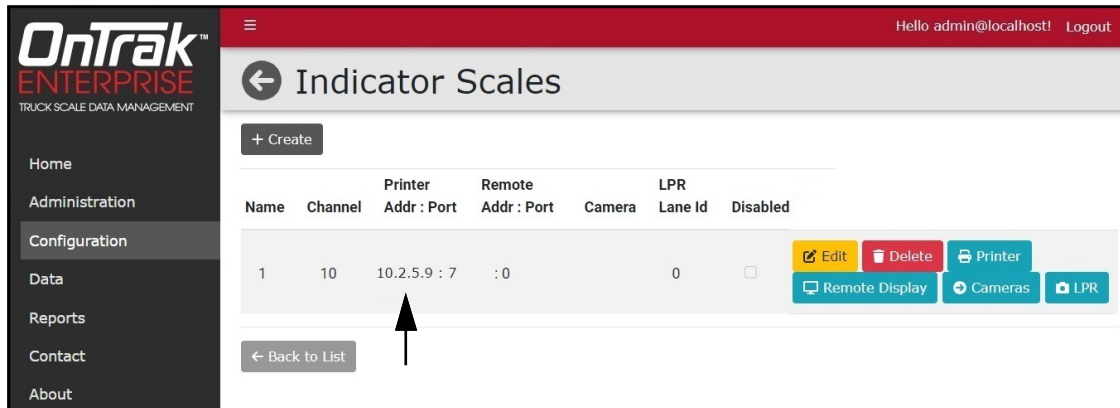 OnTrak™
ENTERPRISE
TRUCK SCALE DATA MANAGEMENT
Home
Administration
Configuration
Data
Reports
Contact
About
Hello admin@localhost! Logout
Indicator Scales
+ Create
Name Channel Printer Addr : Port Remote Addr : Port Camera LPR Lane Id Disabled
1 10 10.2.5.9 : 7 : 0 0
Edit Delete Printer
Remote Display Cameras LPR
← Back to List